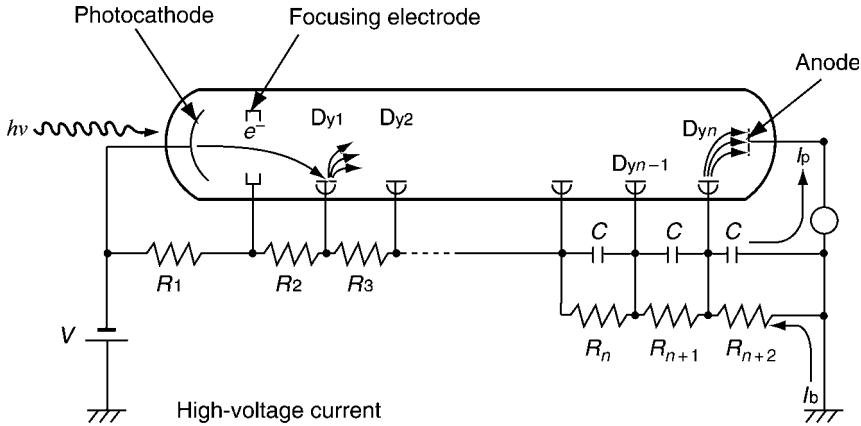 Photocathode
Focusing electrode
Anode
hν
e⁻
Dy1
Dy2
Dyn
Dyn−1
Ip
C
C
C
R1
R2
R3
Rn
Rn+1
Rn+2
V
Ib
High-voltage current